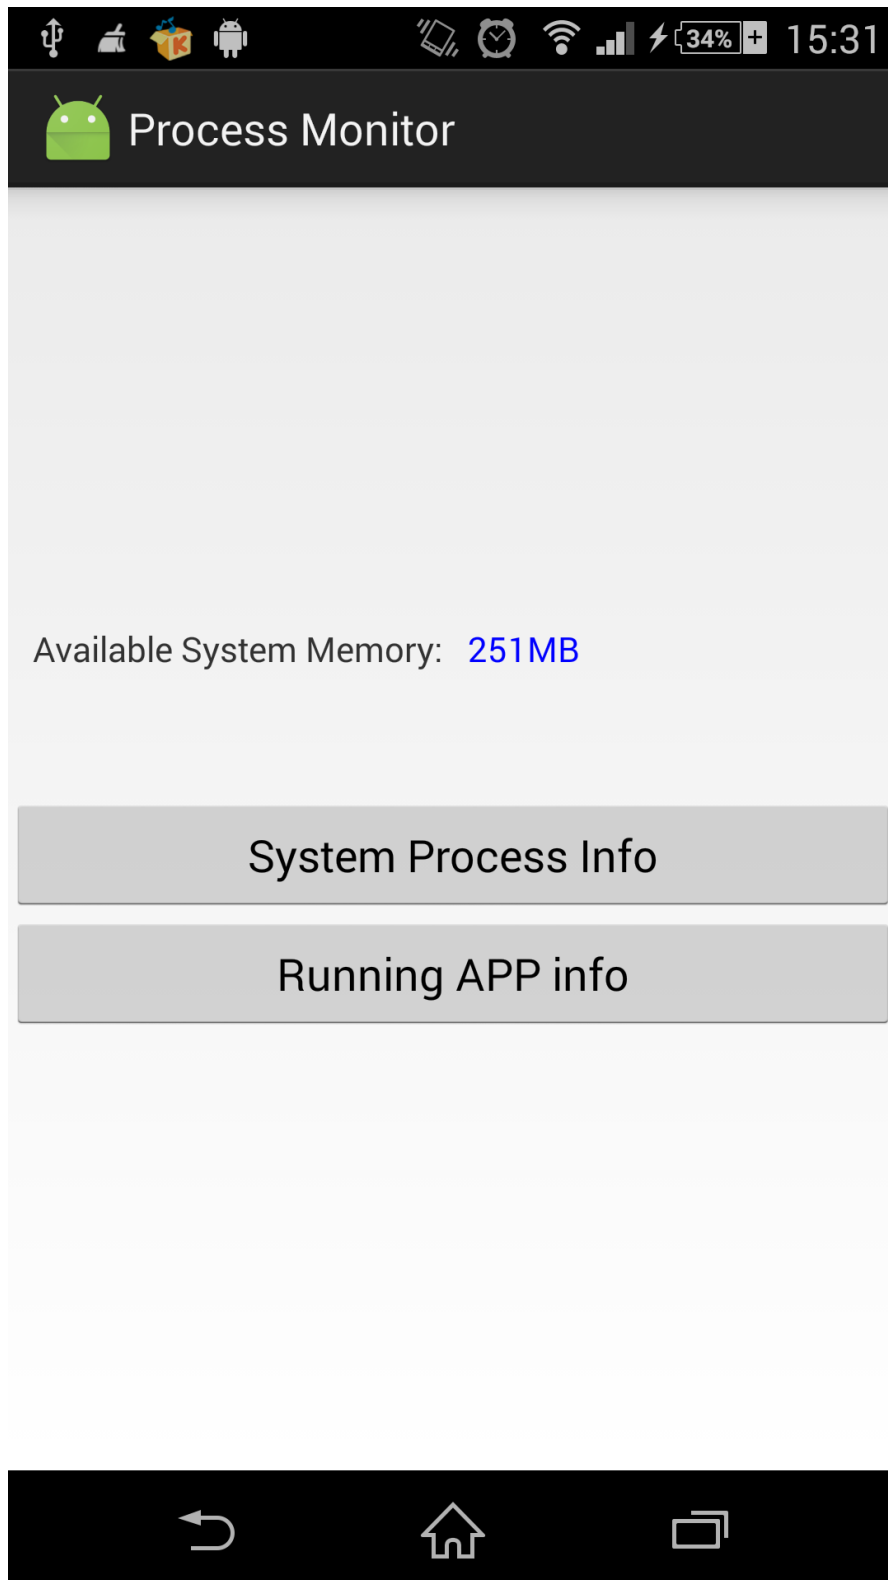 34% 15:31
Process Monitor
Available System Memory: 251MB
System Process Info
Running APP info